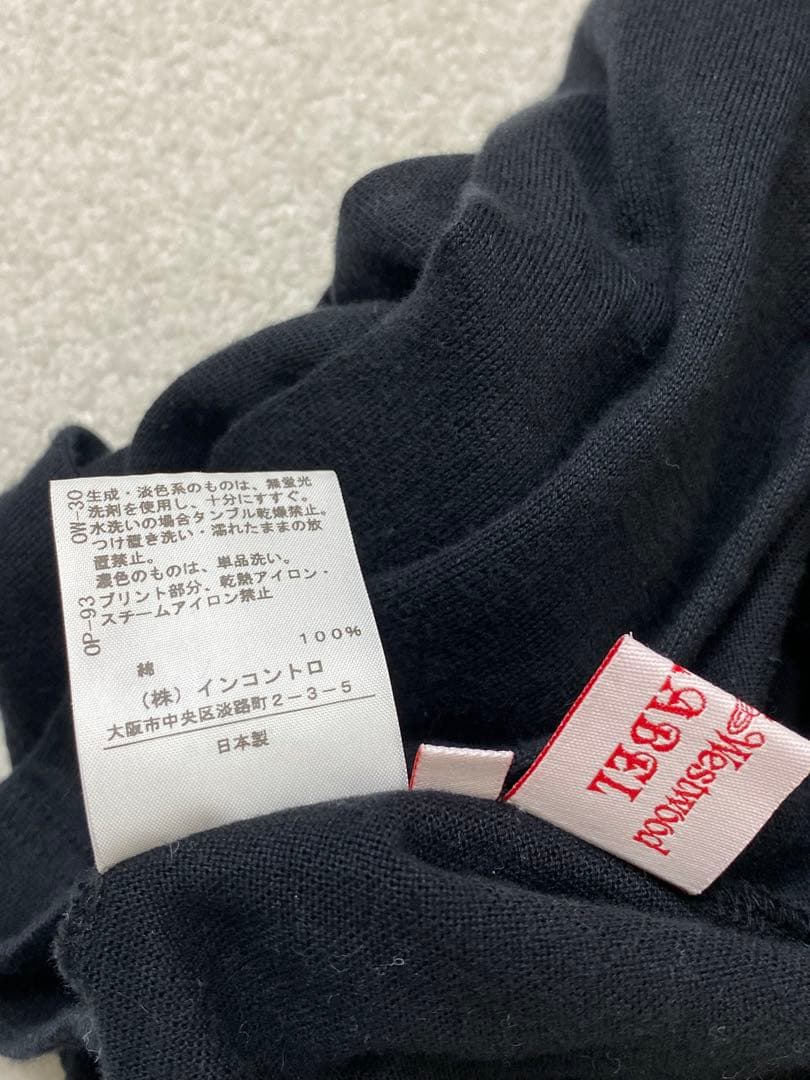 OW-30
生成・淡色系のものは、無蛍光
洗剤を使用し、十分にすすぐ。
水洗いの場合タンブル乾燥禁止。
つけ置き洗い・濡れたままの放
置禁止。
濃色のものは、単品洗い。
OP-93
プリント部分、乾熱アイロン・
スチームアイロン禁止
綿 100%
(株)インコントロ
大阪市中央区淡路町2-3-5
日本製
Westwood
LABEL